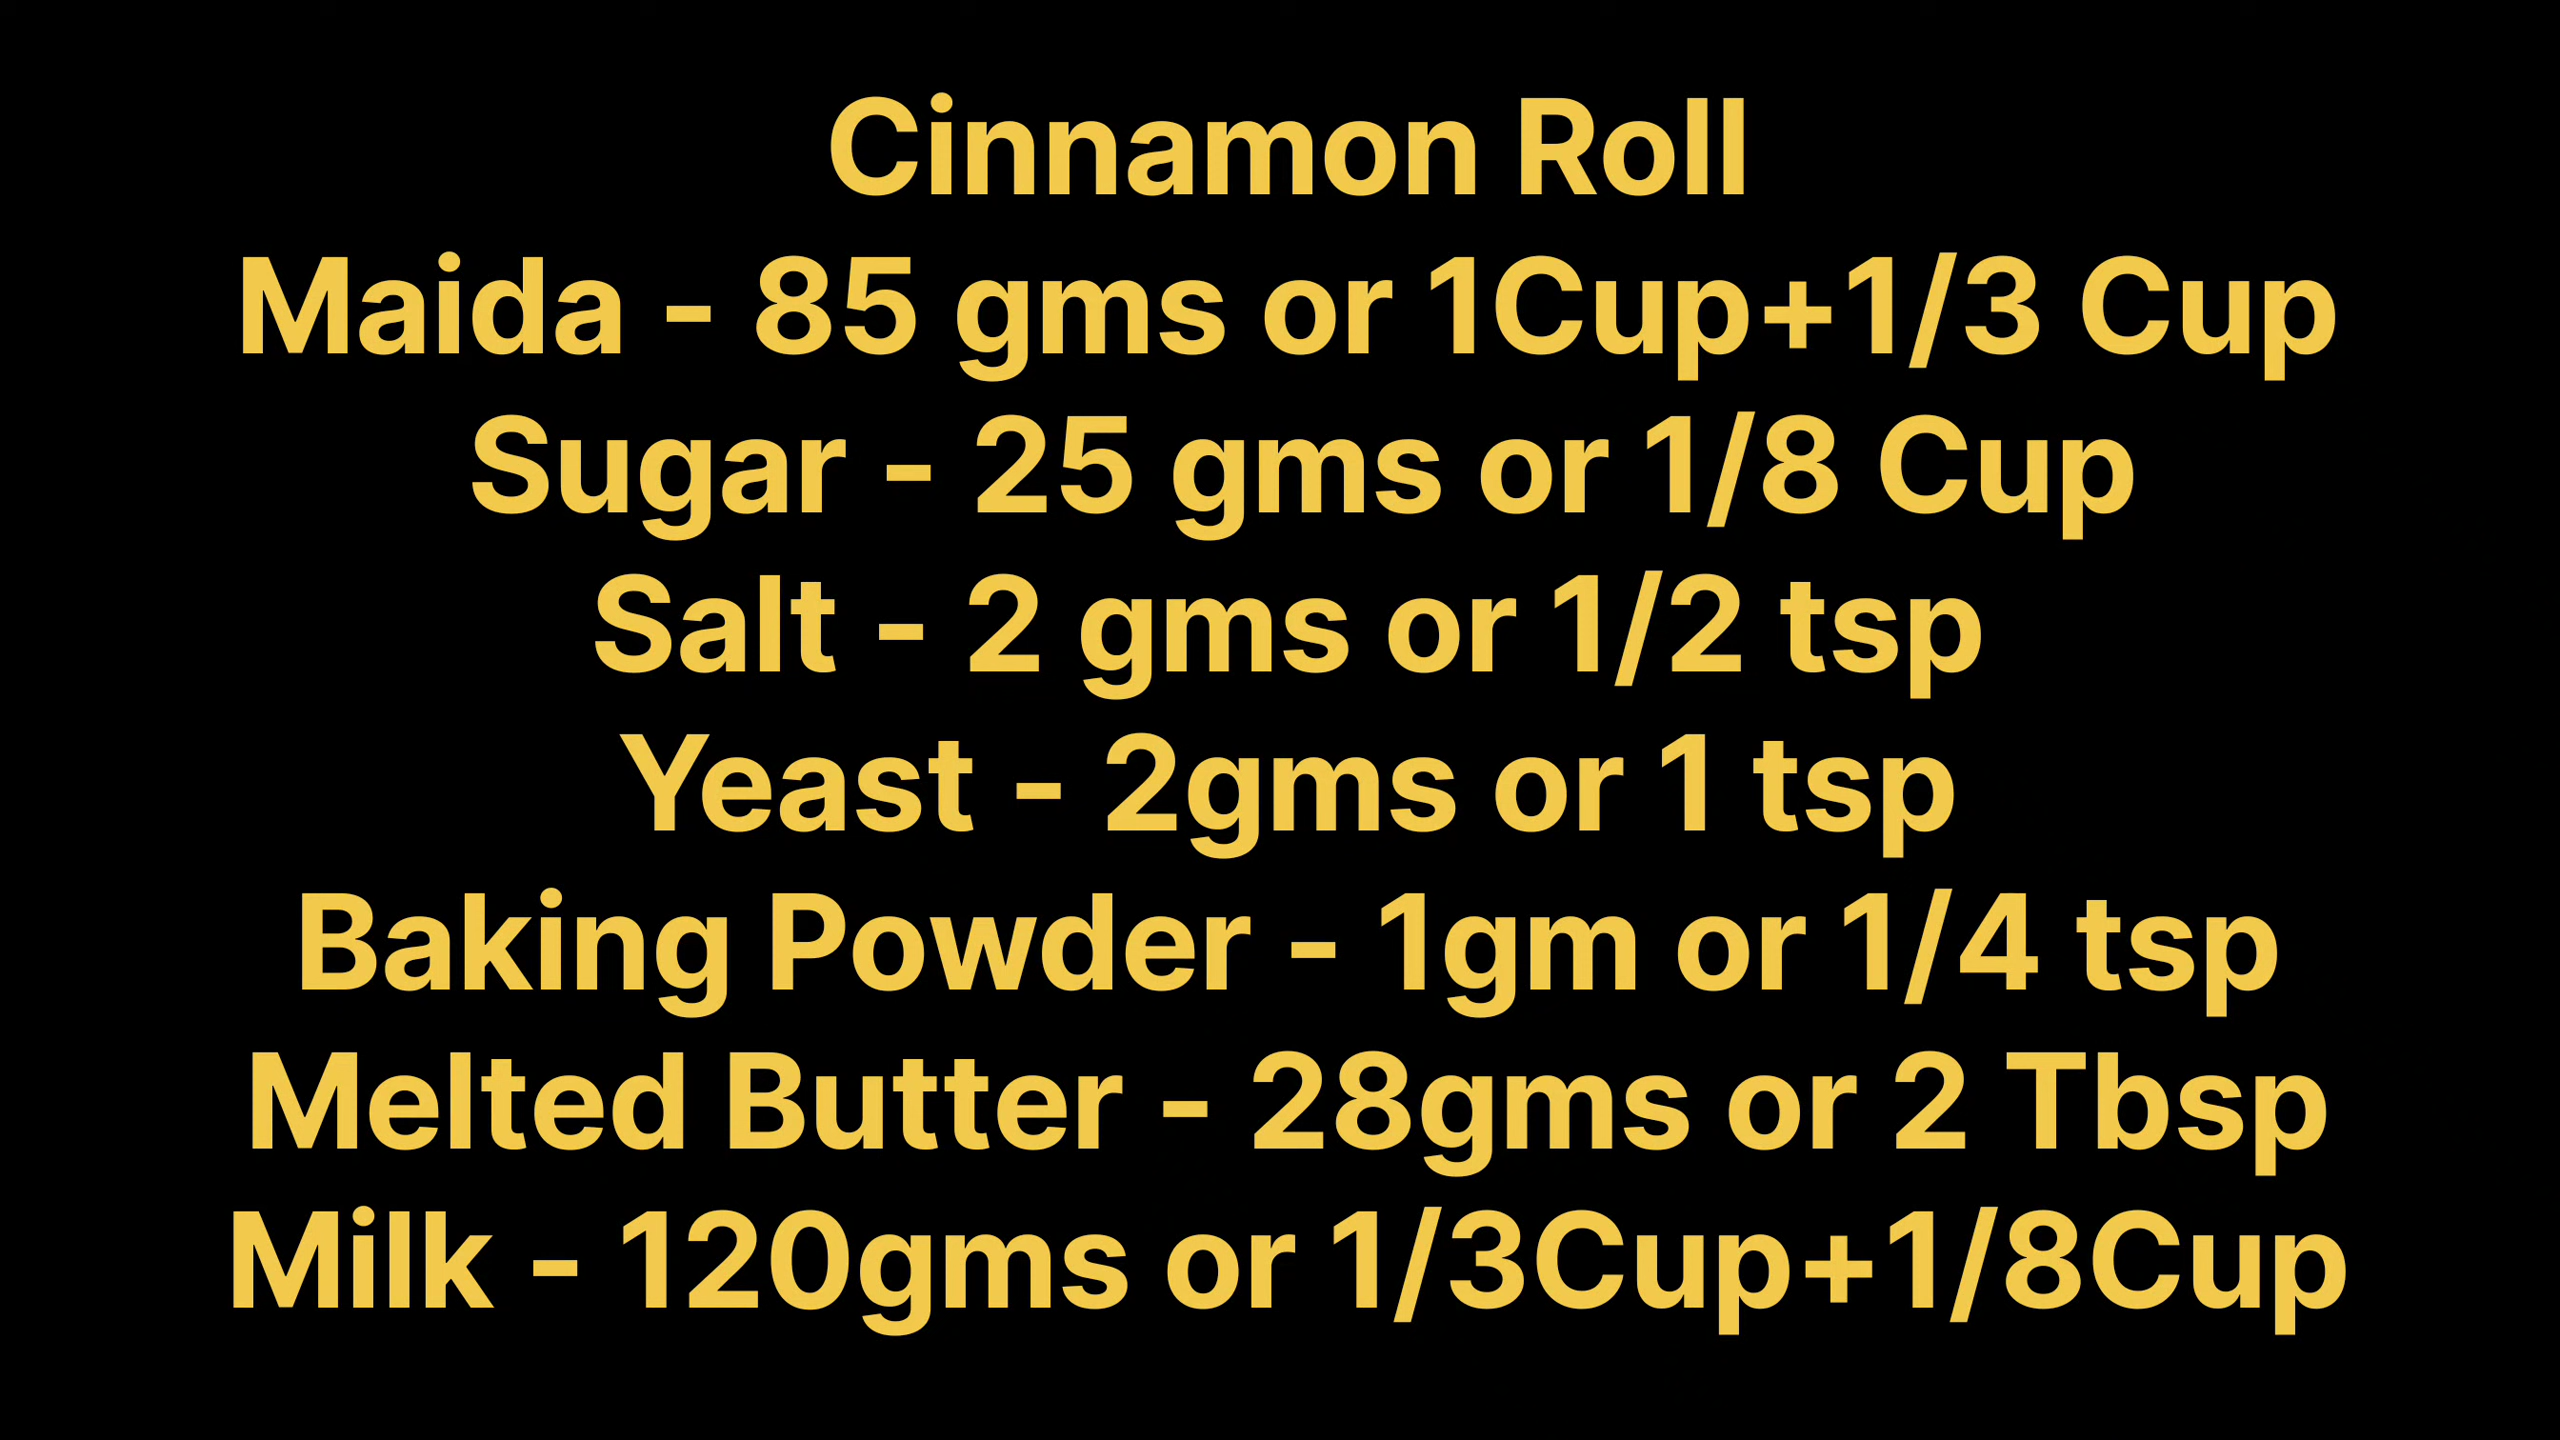 Cinnamon Roll
Maida - 85 gms or 1Cup+1/3 Cup
Sugar - 25 gms or 1/8 Cup
Salt - 2 gms or 1/2 tsp
Yeast - 2gms or 1 tsp
Baking Powder - 1gm or 1/4 tsp
Melted Butter - 28gms or 2 Tbsp
Milk - 120gms or 1/3Cup+1/8Cup